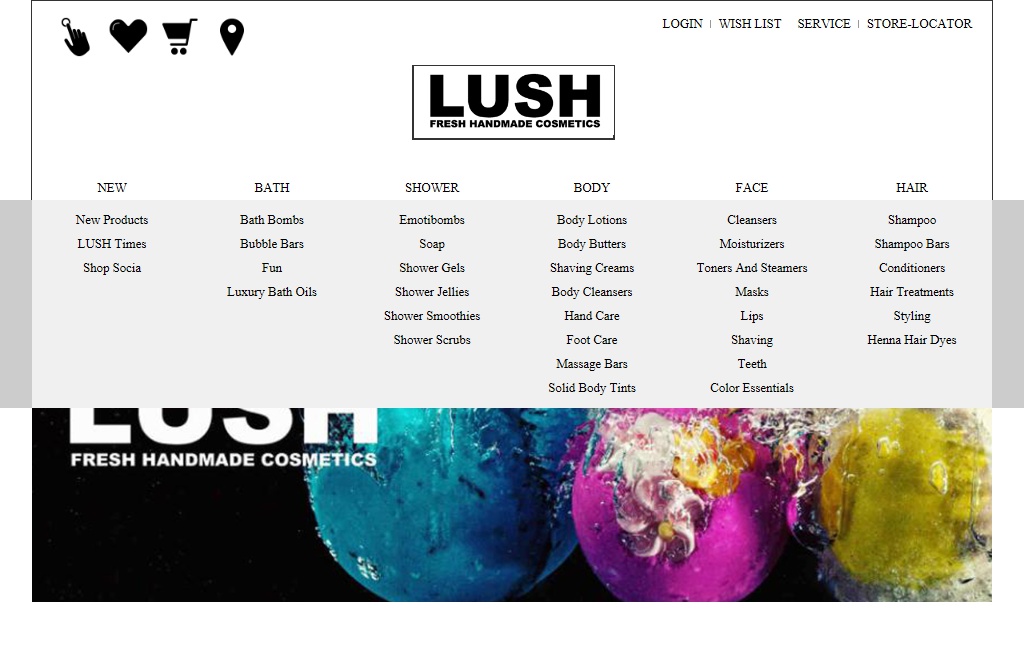 LOGIN | WISH LIST SERVICE | STORE-LOCATOR
LUSH
FRESH HANDMADE COSMETICS
NEW BATH SHOWER BODY FACE HAIR
New Products Bath Bombs Emotibombs Body Lotions Cleansers Shampoo
LUSH Times Bubble Bars Soap Body Butters Moisturizers Shampoo Bars
Shop Socia Fun Shower Gels Shaving Creams Toners And Steamers Conditioners
Luxury Bath Oils Shower Jellies Body Cleansers Masks Hair Treatments
Shower Smoothies Hand Care Lips Styling
Shower Scrubs Foot Care Shaving Henna Hair Dyes
Massage Bars Teeth
Solid Body Tints Color Essentials
LUSH
FRESH HANDMADE COSMETICS